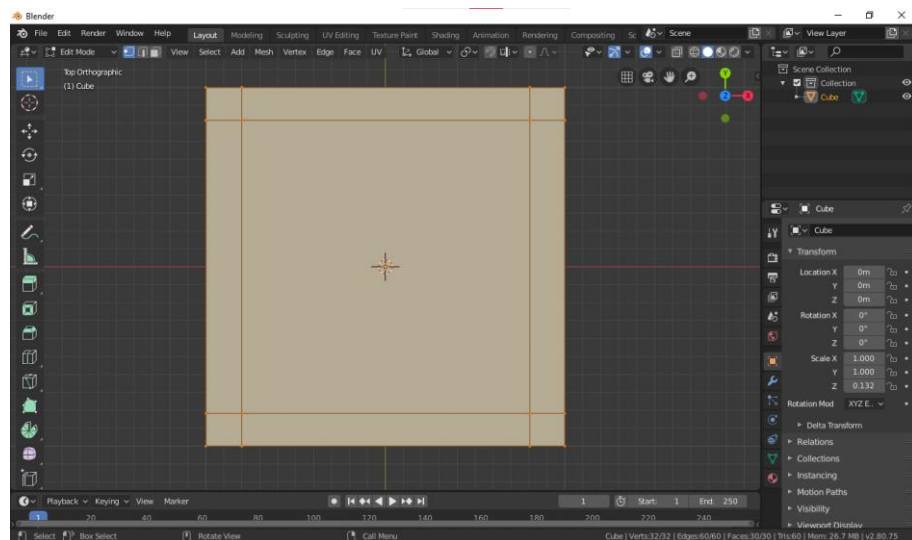 Blender
File Edit Render Window Help Layout Modeling Sculpting UV Editing Texture Paint Shading Animation Rendering Compositing Sc Scene View Layer
Edit Mode View Select Add Mesh Vertex Edge Face UV Global
Top Orthographic
(1) Cube
Y
Z
X
Scene Collection
Collection
Cube
Cube
Cube
Transform
Location X 0m
Y 0m
Z 0m
Rotation X 0°
Y 0°
Z 0°
Scale X 1.000
Y 1.000
Z 0.132
Rotation Mod XYZ E..
Delta Transform
Relations
Collections
Instancing
Motion Paths
Visibility
Viewport Display
Playback Keying View Marker 1 Start: 1 End: 250
1 20 40 60 80 100 120 140 160 180 200 220 240
Select Box Select Rotate View Call Menu Cube | Verts:32/32 | Edges:60/60 | Faces:30/30 | Tris:60 | Mem: 26.7 MB | v2.80.75